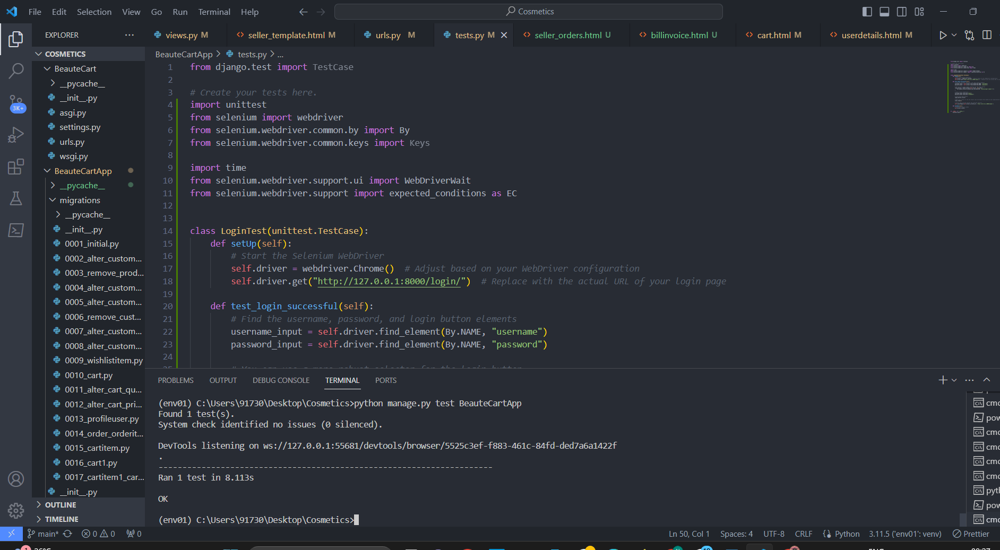 File Edit Selection View Go Run Terminal Help
Cosmetics
EXPLORER
views.py M
seller_template.html M
urls.py M
tests.py M
seller_orders.html U
billinvoice.html U
cart.html M
userdetails.html M
COSMETICS
BeauteCart
__pycache__
__init__.py
asgi.py
settings.py
urls.py
wsgi.py
BeauteCartApp
__pycache__
migrations
__pycache__
__init__.py
0001_initial.py
0002_alter_custom...
0003_remove_prod...
0004_alter_custom...
0005_alter_custom...
0006_remove_cust...
0007_alter_custom...
0008_alter_custom...
0009_wishlistitem.py
0010_cart.py
0011_alter_cart_qu...
0012_alter_cart_pri...
0013_profileuser.py
0014_order_orderit...
0015_cartitem.py
0016_cart1.py
0017_cartitem1_car...
__init__.py
OUTLINE
TIMELINE
3K+
BeauteCartApp > tests.py > ...
1 from django.test import TestCase
2
3 # Create your tests here.
4 import unittest
5 from selenium import webdriver
6 from selenium.webdriver.common.by import By
7 from selenium.webdriver.common.keys import Keys
8
9 import time
10 from selenium.webdriver.support.ui import WebDriverWait
11 from selenium.webdriver.support import expected_conditions as EC
12
13
14 class LoginTest(unittest.TestCase):
15 def setUp(self):
16 # Start the Selenium WebDriver
17 self.driver = webdriver.Chrome() # Adjust based on your WebDriver configuration
18 self.driver.get("http://127.0.0.1:8000/login/") # Replace with the actual URL of your login page
19
20 def test_login_successful(self):
21 # Find the username, password, and login button elements
22 username_input = self.driver.find_element(By.NAME, "username")
23 password_input = self.driver.find_element(By.NAME, "password")
24
25 # You can use a more robust selector for the login button
PROBLEMS OUTPUT DEBUG CONSOLE TERMINAL PORTS
(env01) C:\Users\91730\Desktop\Cosmetics>python manage.py test BeauteCartApp
Found 1 test(s).
System check identified no issues (0 silenced).
DevTools listening on ws://127.0.0.1:55681/devtools/browser/5525c3ef-f883-461c-84fd-ded7a6a1422f
.
----------------------------------------------------------------------
Ran 1 test in 8.113s
OK
(env01) C:\Users\91730\Desktop\Cosmetics>
cmd
pow
cmd
cmd
cmd
cmd
pyth
pow
cmd
main* 0 0 0
Ln 50, Col 1 Spaces: 4 UTF-8 CRLF Python 3.11.5 ('env01': venv) Prettier